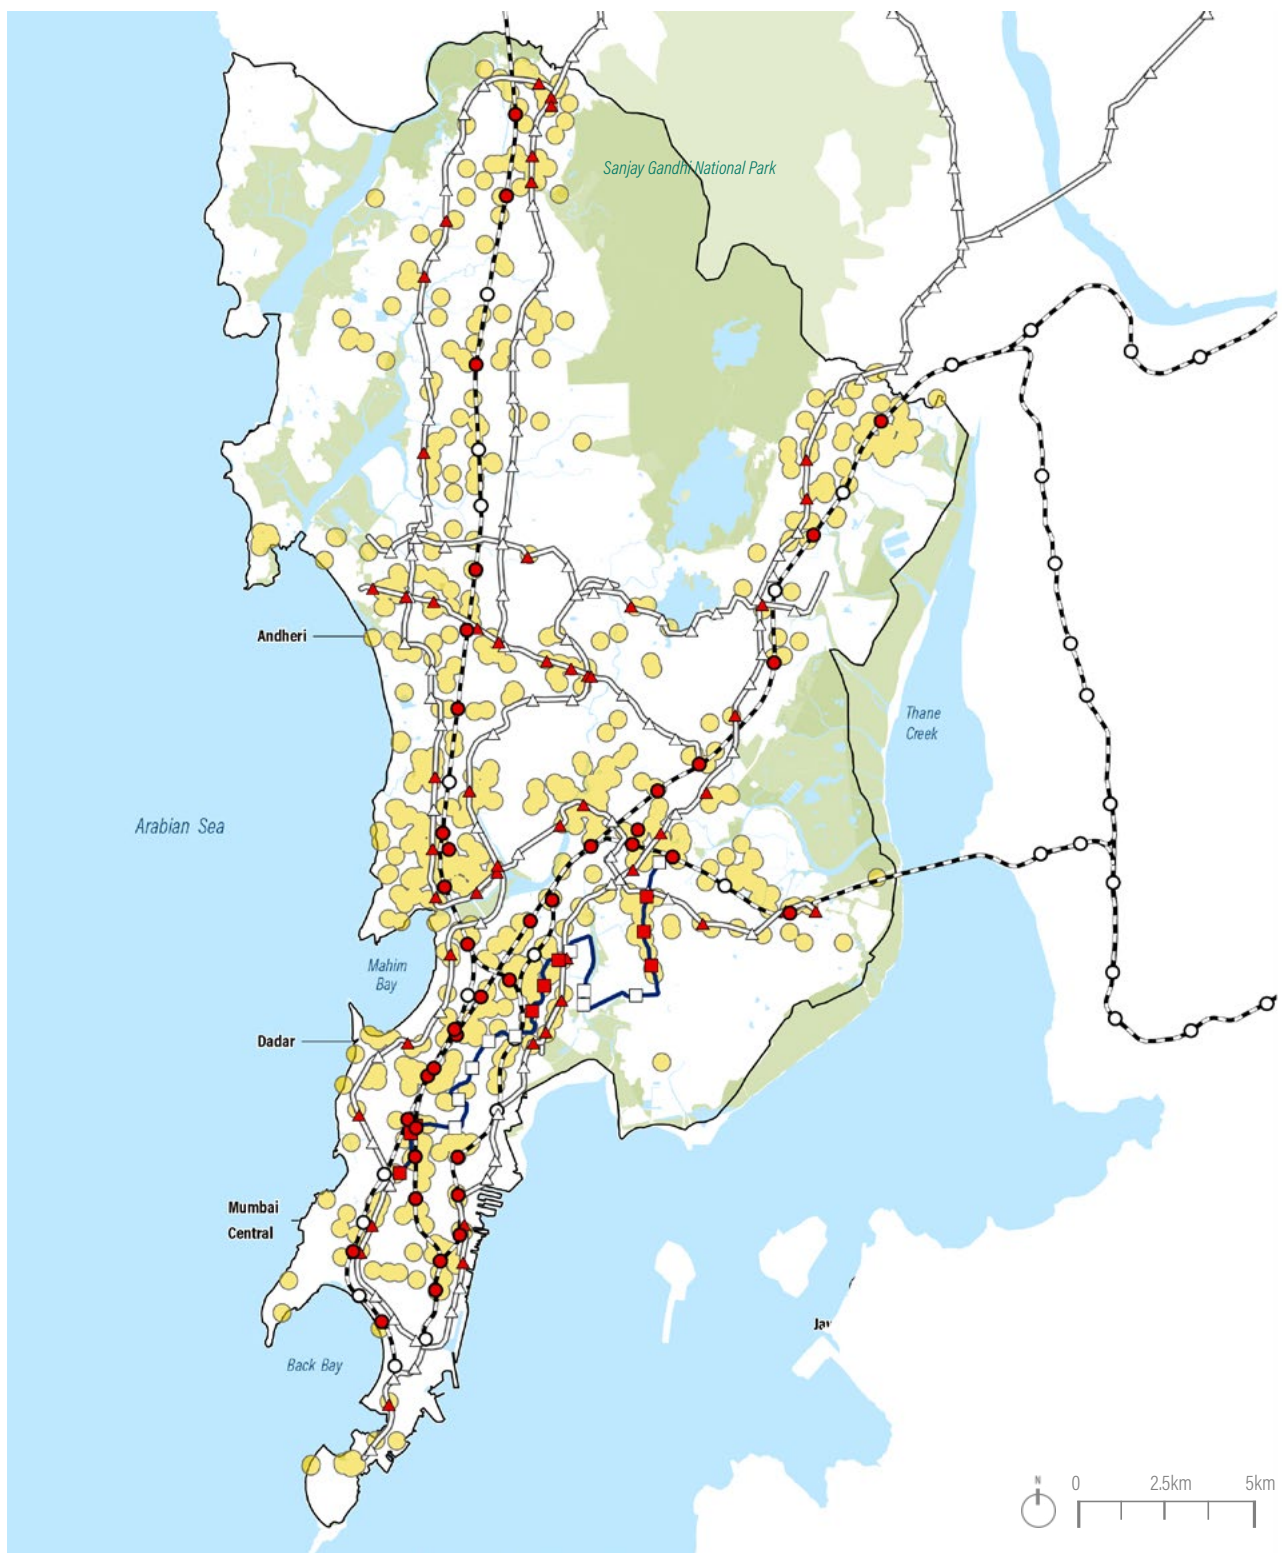 Sanjay Gandhi National Park
Andheri
Thane
Creek
Arabian Sea
Mahim
Bay
Dadar
Mumbai
Central
Back Bay
N
0 2.5km 5km